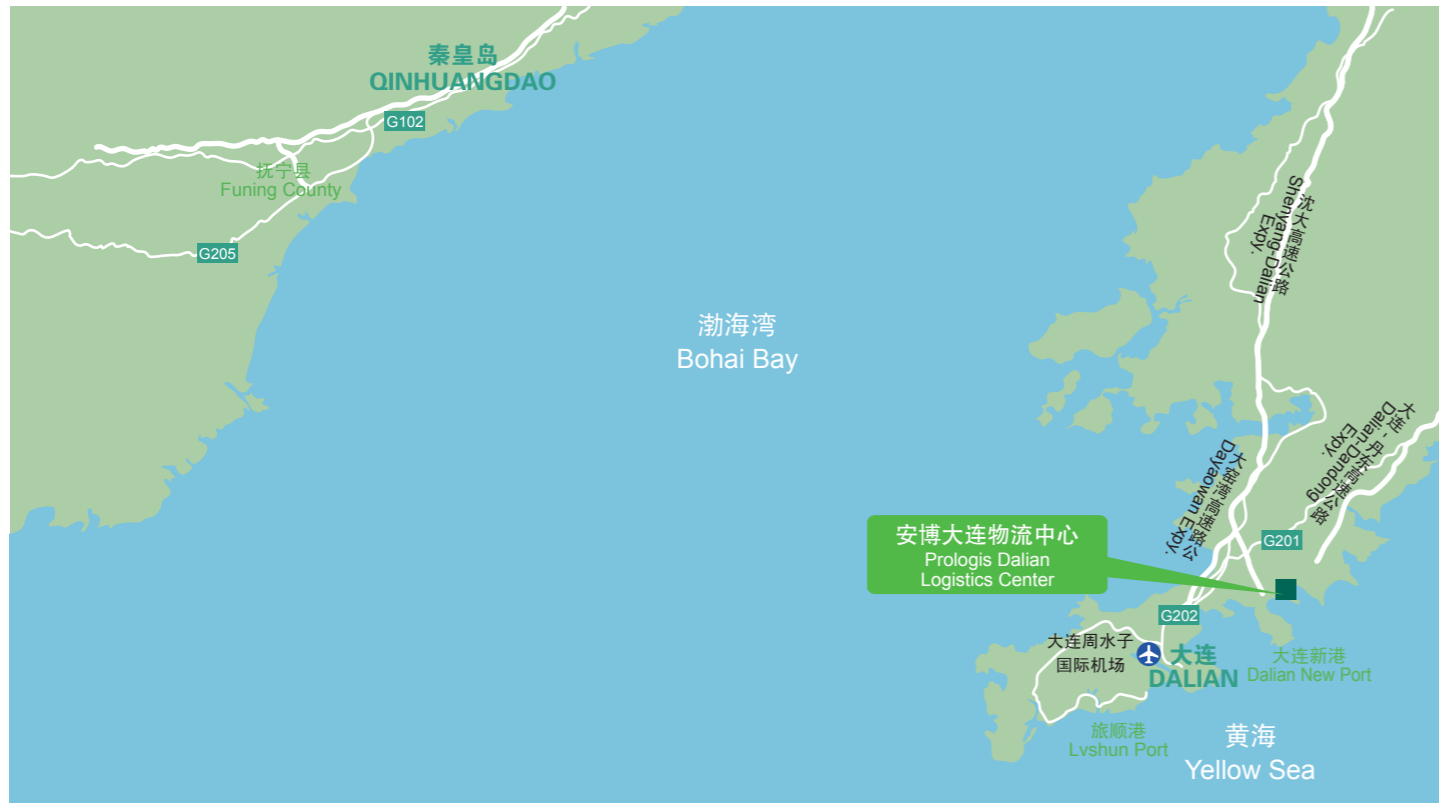 秦皇岛
QINHUANGDAO
G102
抚宁县
Funing County
G205
渤海湾
Bohai Bay
沈大高速公路
Shenyang-Dalian
Expy.
大连-丹东高速公路
Dalian-Dandong
Expy.
大窑湾高速路公
Dayaowan Expy.
安博大连物流中心
Prologis Dalian
Logistics Center
G201
G202
大连周水子
国际机场
大连
DALIAN
大连新港
Dalian New Port
旅顺港
Lvshun Port
黄海
Yellow Sea